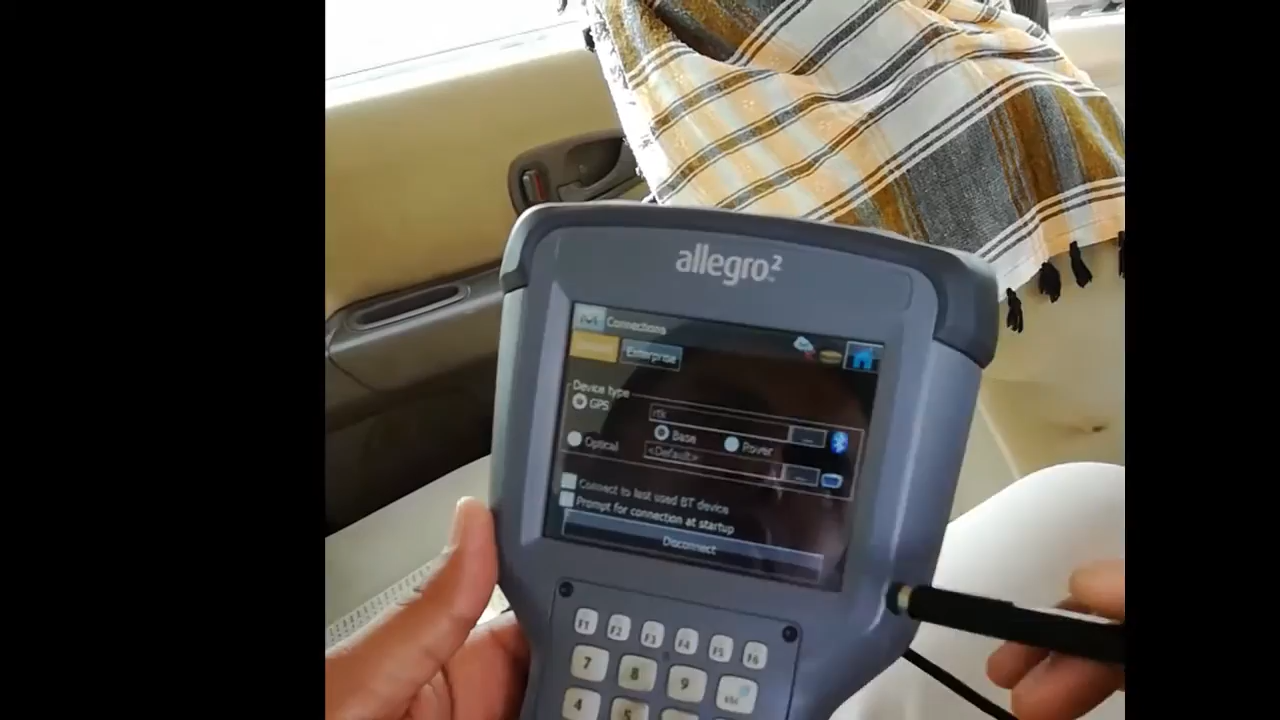 allegro²
Connections
Enterprise
Device type
GPS
rtk
...
Base
Rover
Optical
<Default>
...
Connect to last used BT device
Prompt for connection at startup
Disconnect
F1 F2 F3 F4 F5 F6
7 8 9
4 5